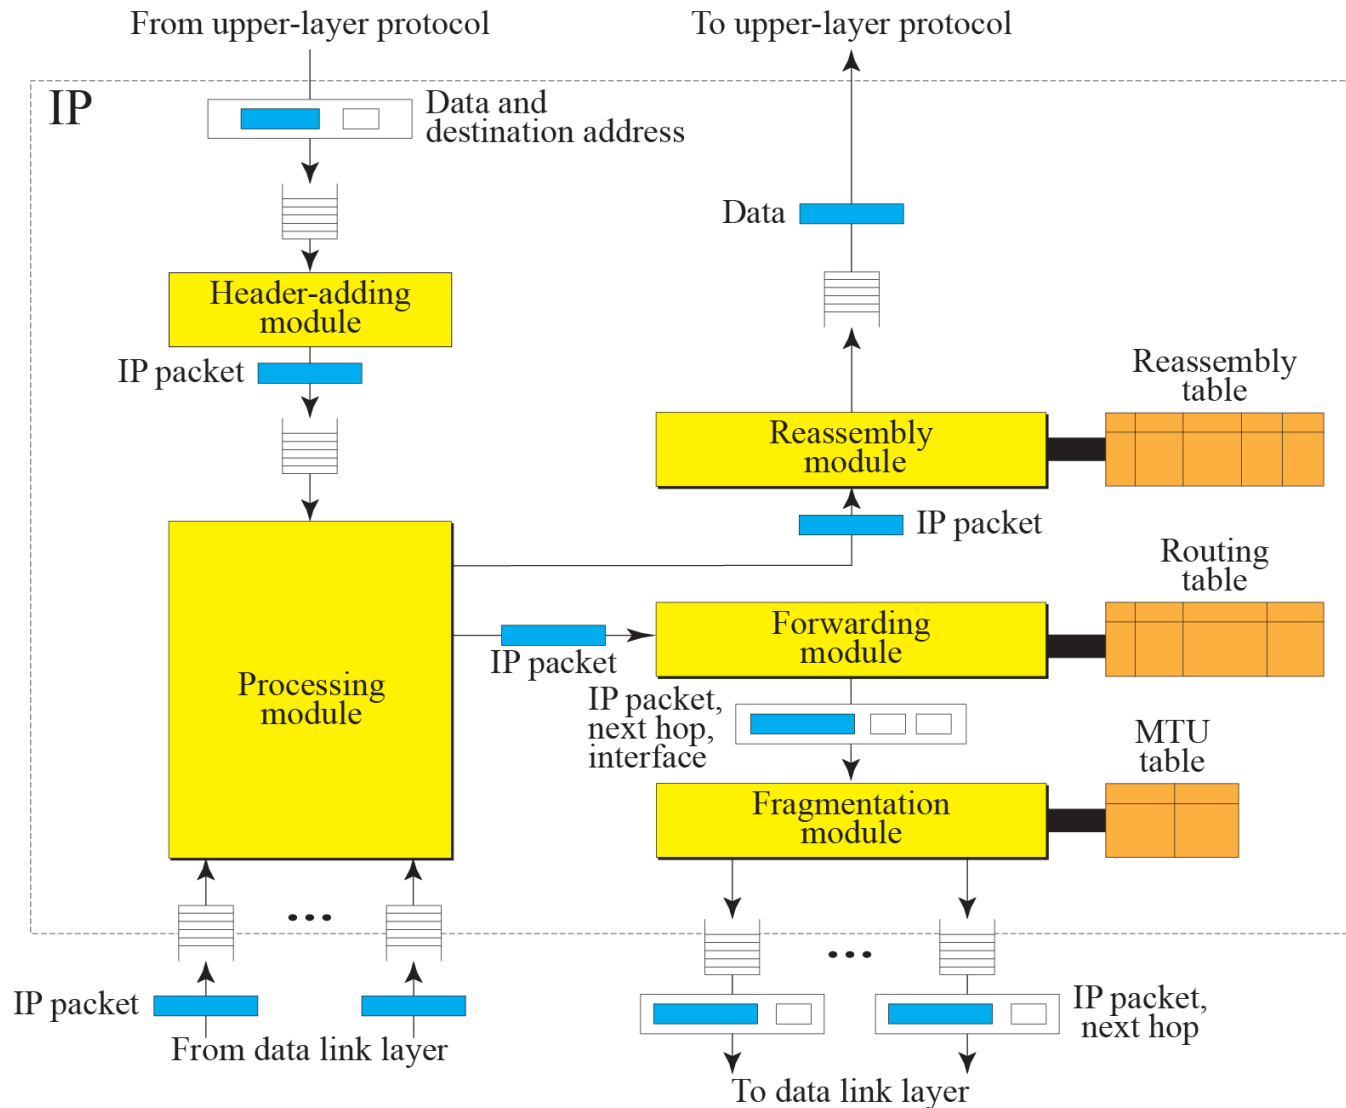 From upper-layer protocol
To upper-layer protocol
IP
Data and
destination address
Data
Header-adding
module
IP packet
Reassembly
table
Reassembly
module
IP packet
Routing
table
Forwarding
module
IP packet
Processing
module
IP packet,
next hop,
interface
MTU
table
Fragmentation
module
IP packet
From data link layer
IP packet,
next hop
To data link layer